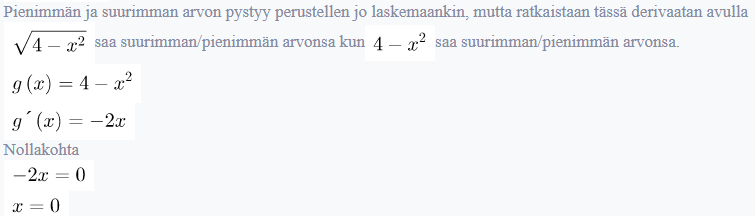 Pienimmän ja suurimman arvon pystyy perustellen jo laskemaankin, mutta ratkaistaan tässä derivaatan avulla
√(4 − x²) saa suurimman/pienimmän arvonsa kun 4 − x² saa suurimman/pienimmän arvonsa.
g (x) = 4 − x²
g´ (x) = −2x
Nollakohta
−2x = 0
x = 0